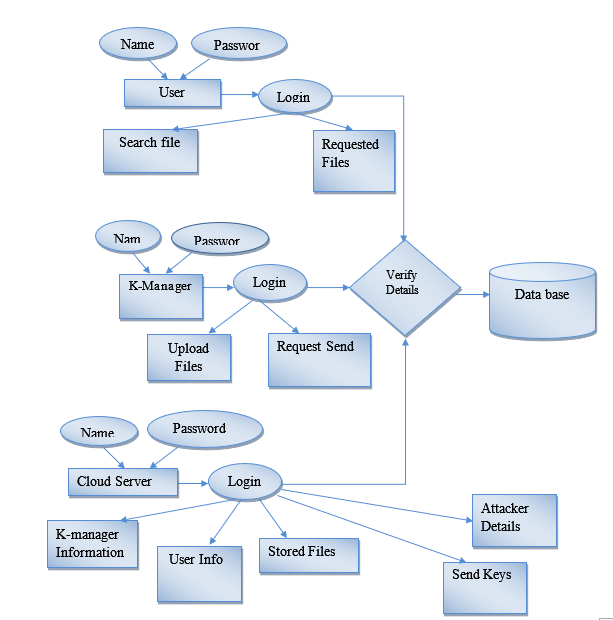 Name
Passwor
User
Login
Search file
Requested
Files
Nam
Passwor
K-Manager
Login
Verify
Details
Data base
Upload
Files
Request Send
Name
Password
Cloud Server
Login
Attacker
Details
K-manager
Information
User Info
Stored Files
Send Keys